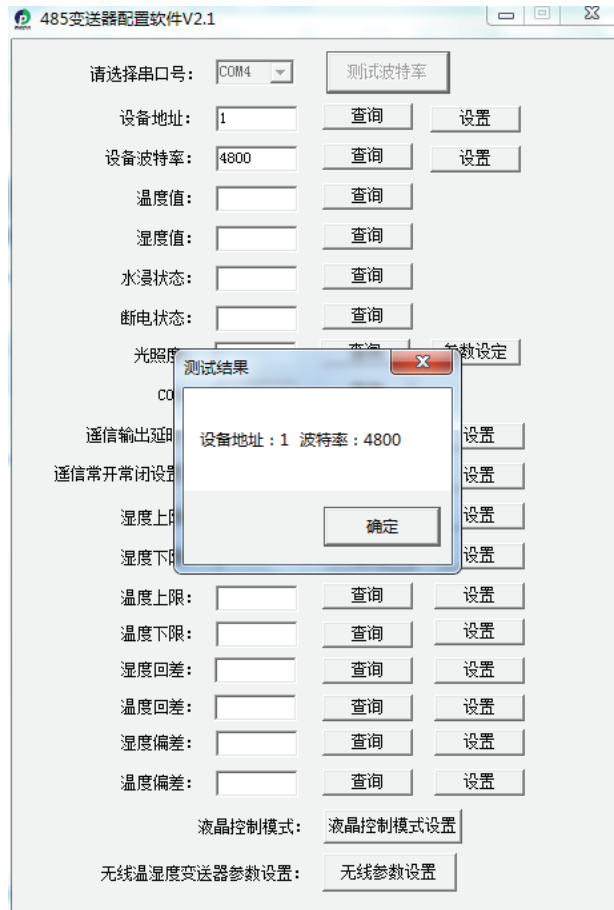 485变送器配置软件V2.1
请选择串口号： COM4 测试波特率
设备地址： 1 查询 设置
设备波特率： 4800 查询 设置
温度值： 查询
湿度值： 查询
水浸状态： 查询
断电状态： 查询
光照度 查询 参数设定
测试结果
CO
设备地址：1 波特率：4800
遥信输出延时 设置
遥信常开常闭设置 设置
湿度上限 设置
确定
湿度下限 设置
温度上限： 查询 设置
温度下限： 查询 设置
湿度回差： 查询 设置
温度回差： 查询 设置
湿度偏差： 查询 设置
温度偏差： 查询 设置
液晶控制模式： 液晶控制模式设置
无线温湿度变送器参数设置： 无线参数设置